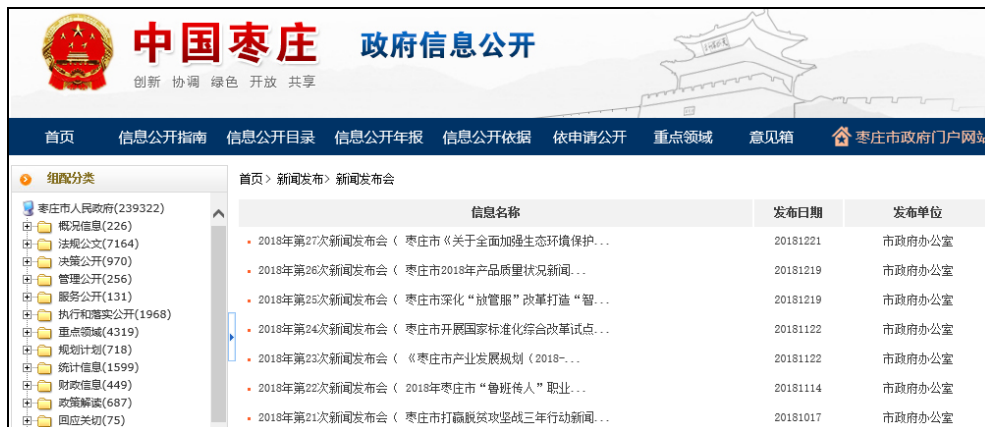 中国枣庄 政府信息公开
创新 协调 绿色 开放 共享
首页 信息公开指南 信息公开目录 信息公开年报 信息公开依据 依申请公开 重点领域 意见箱 枣庄市政府门户网站
组配分类
枣庄市人民政府(239322)
概况信息(226)
法规公文(7164)
决策公开(970)
管理公开(256)
服务公开(131)
执行和落实公开(1968)
重点领域(4319)
规划计划(718)
统计信息(1599)
财政信息(449)
政策解读(687)
回应关切(75)
首页> 新闻发布> 新闻发布会
信息名称 发布日期 发布单位
2018年第27次新闻发布会（ 枣庄市《关于全面加强生态环境保护... 20181221 市政府办公室
2018年第26次新闻发布会（ 枣庄市2018年产品质量状况新闻... 20181219 市政府办公室
2018年第25次新闻发布会（ 枣庄市深化“放管服”改革打造“智... 20181219 市政府办公室
2018年第24次新闻发布会（ 枣庄市开展国家标准化综合改革试点... 20181122 市政府办公室
2018年第23次新闻发布会（ 《枣庄市产业发展规划（2018-... 20181122 市政府办公室
2018年第22次新闻发布会（ 2018年枣庄市“鲁班传人”职业... 20181114 市政府办公室
2018年第21次新闻发布会（ 枣庄市打赢脱贫攻坚战三年行动新闻... 20181017 市政府办公室